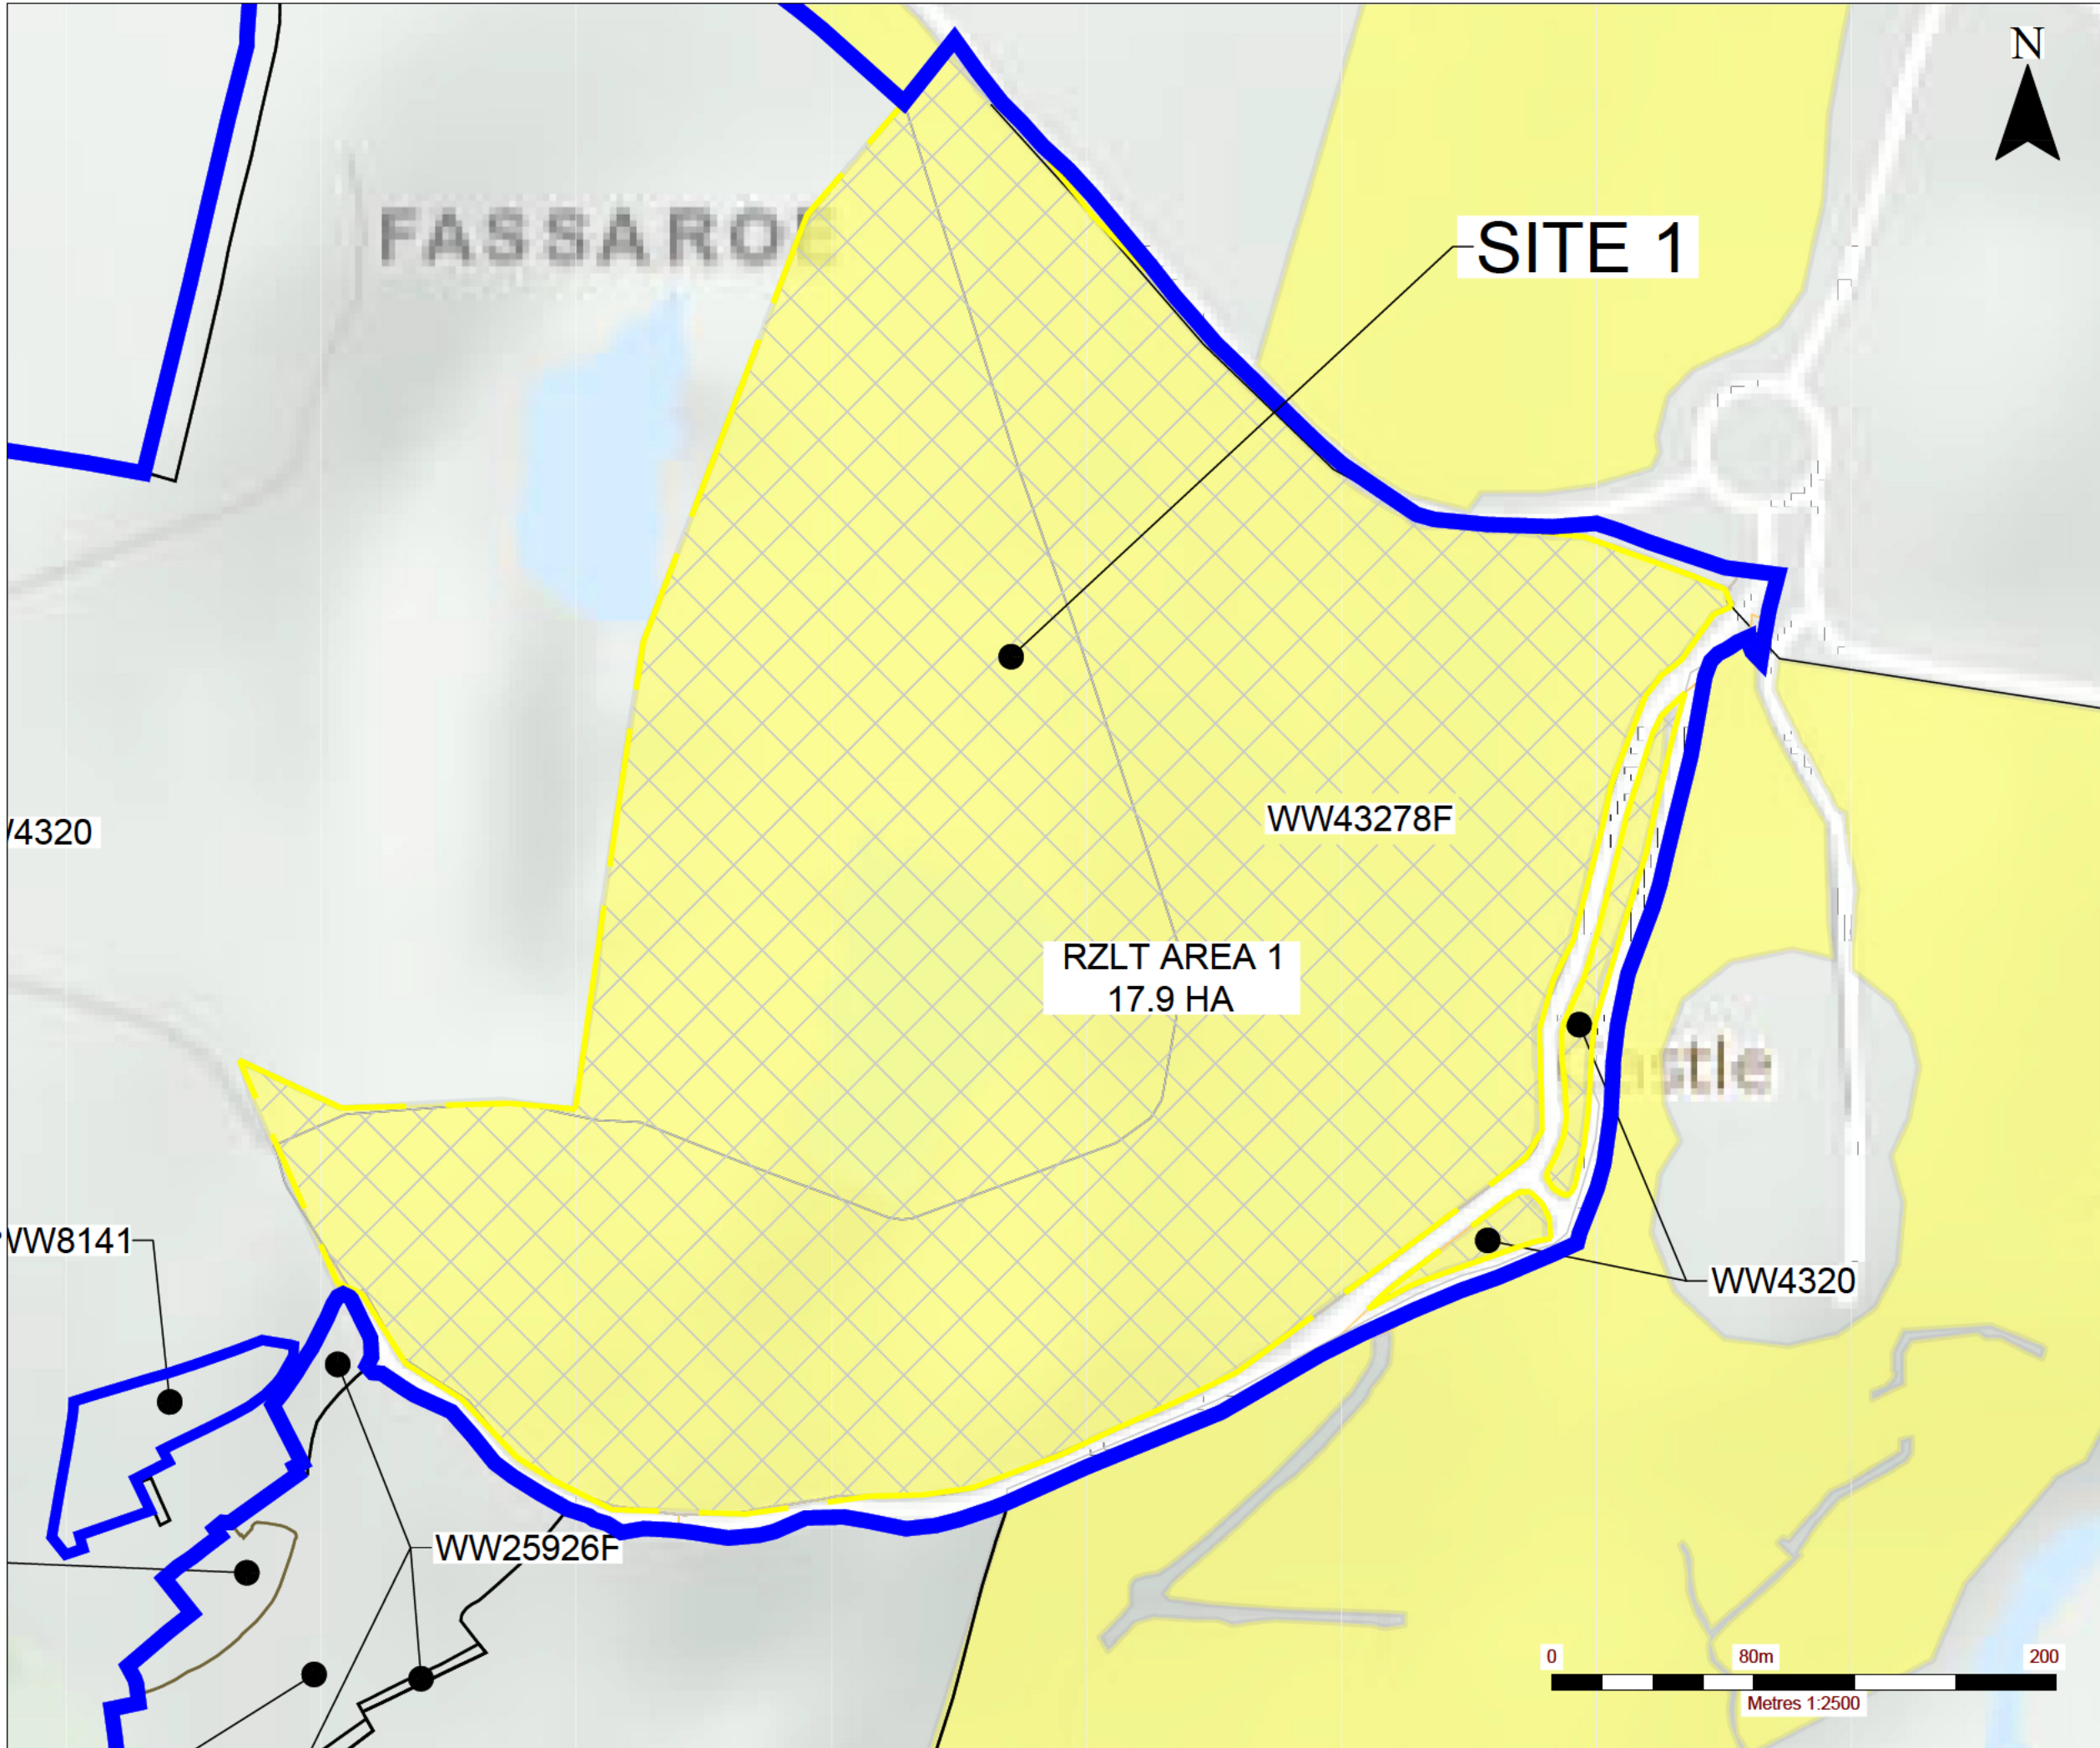 N
FASSAROE
SITE 1
WW43278F
/4320
RZLT AREA 1
17.9 HA
stle
WW8141
WW4320
WW25926F
0 80m 200
Metres 1:2500